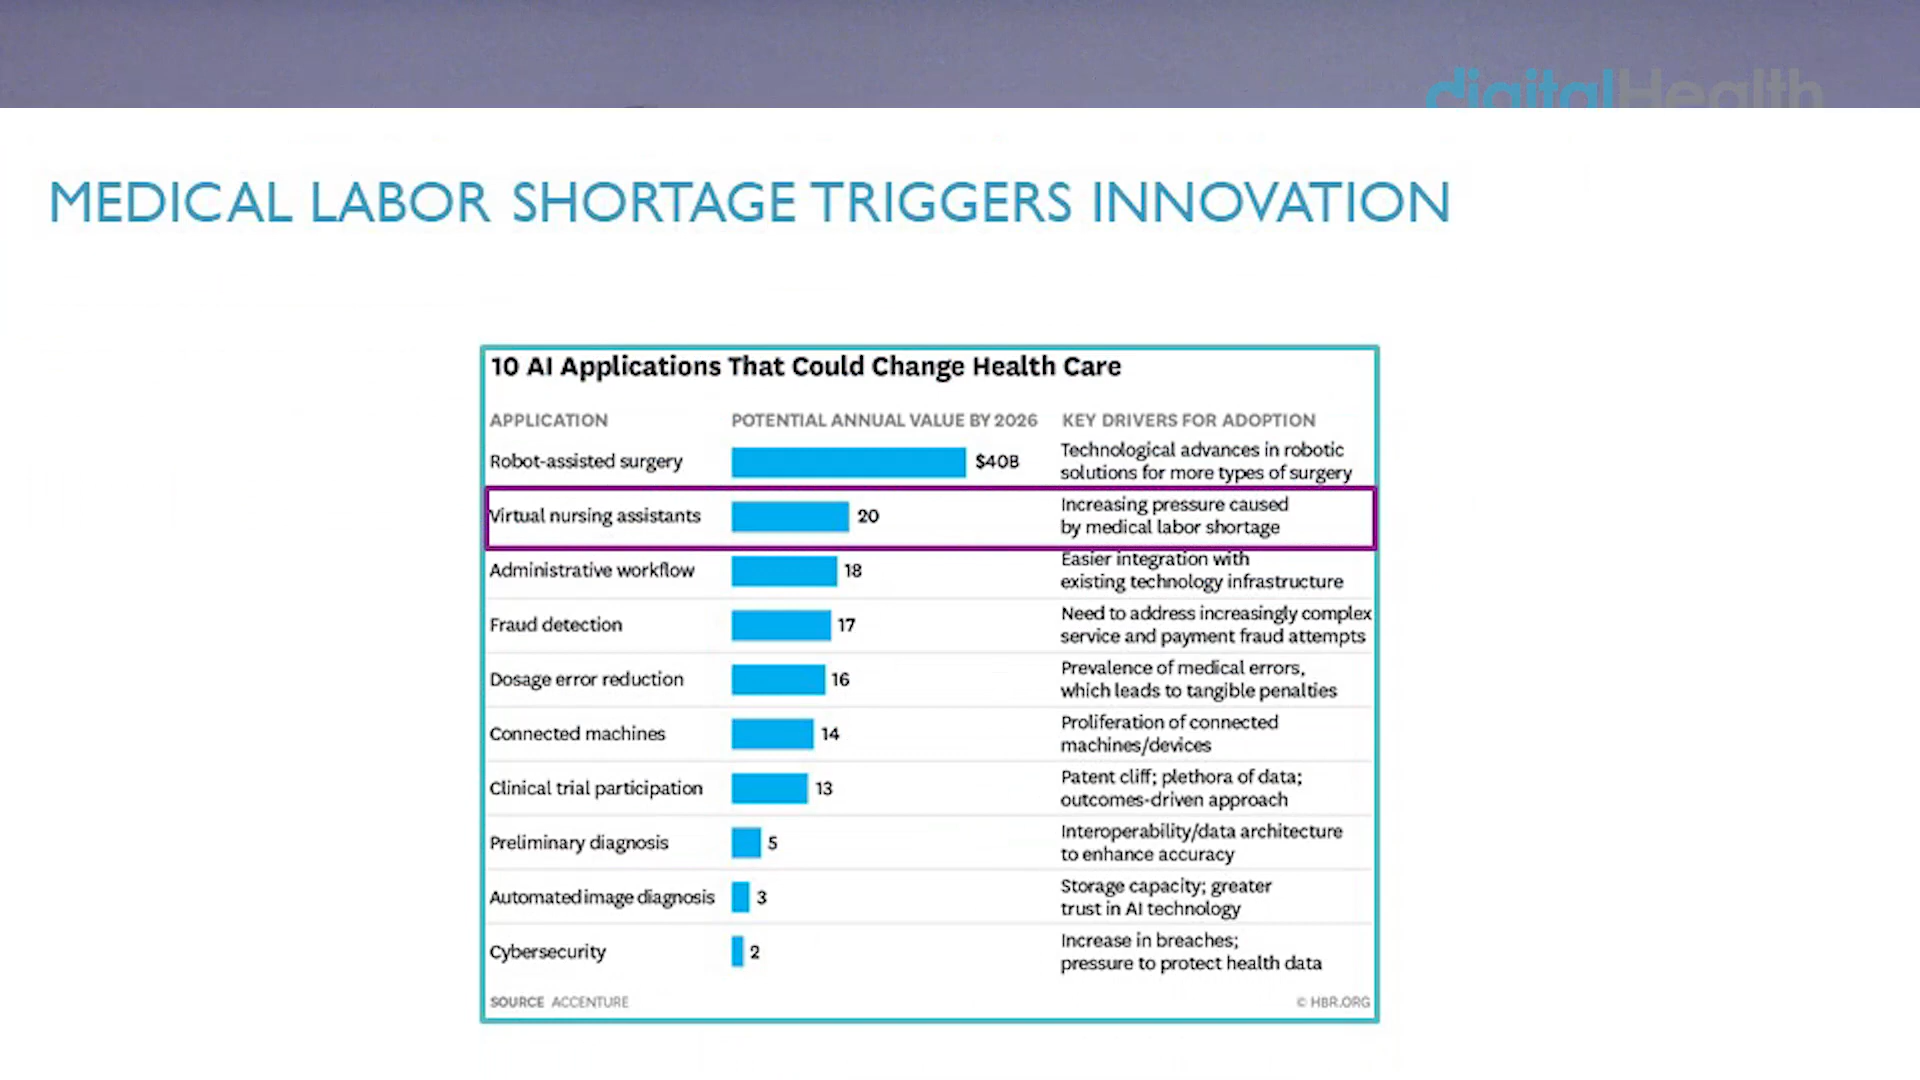 digitalHealth
MEDICAL LABOR SHORTAGE TRIGGERS INNOVATION
10 AI Applications That Could Change Health Care
APPLICATION POTENTIAL ANNUAL VALUE BY 2026 KEY DRIVERS FOR ADOPTION
Robot-assisted surgery $40B Technological advances in robotic
solutions for more types of surgery
Virtual nursing assistants 20 Increasing pressure caused
by medical labor shortage
Administrative workflow 18 Easier integration with
existing technology infrastructure
Fraud detection 17 Need to address increasingly complex
service and payment fraud attempts
Dosage error reduction 16 Prevalence of medical errors,
which leads to tangible penalties
Connected machines 14 Proliferation of connected
machines/devices
Clinical trial participation 13 Patent cliff; plethora of data;
outcomes-driven approach
Preliminary diagnosis 5 Interoperability/data architecture
to enhance accuracy
Automated image diagnosis 3 Storage capacity; greater
trust in AI technology
Cybersecurity 2 Increase in breaches;
pressure to protect health data
SOURCE ACCENTURE © HBR.ORG